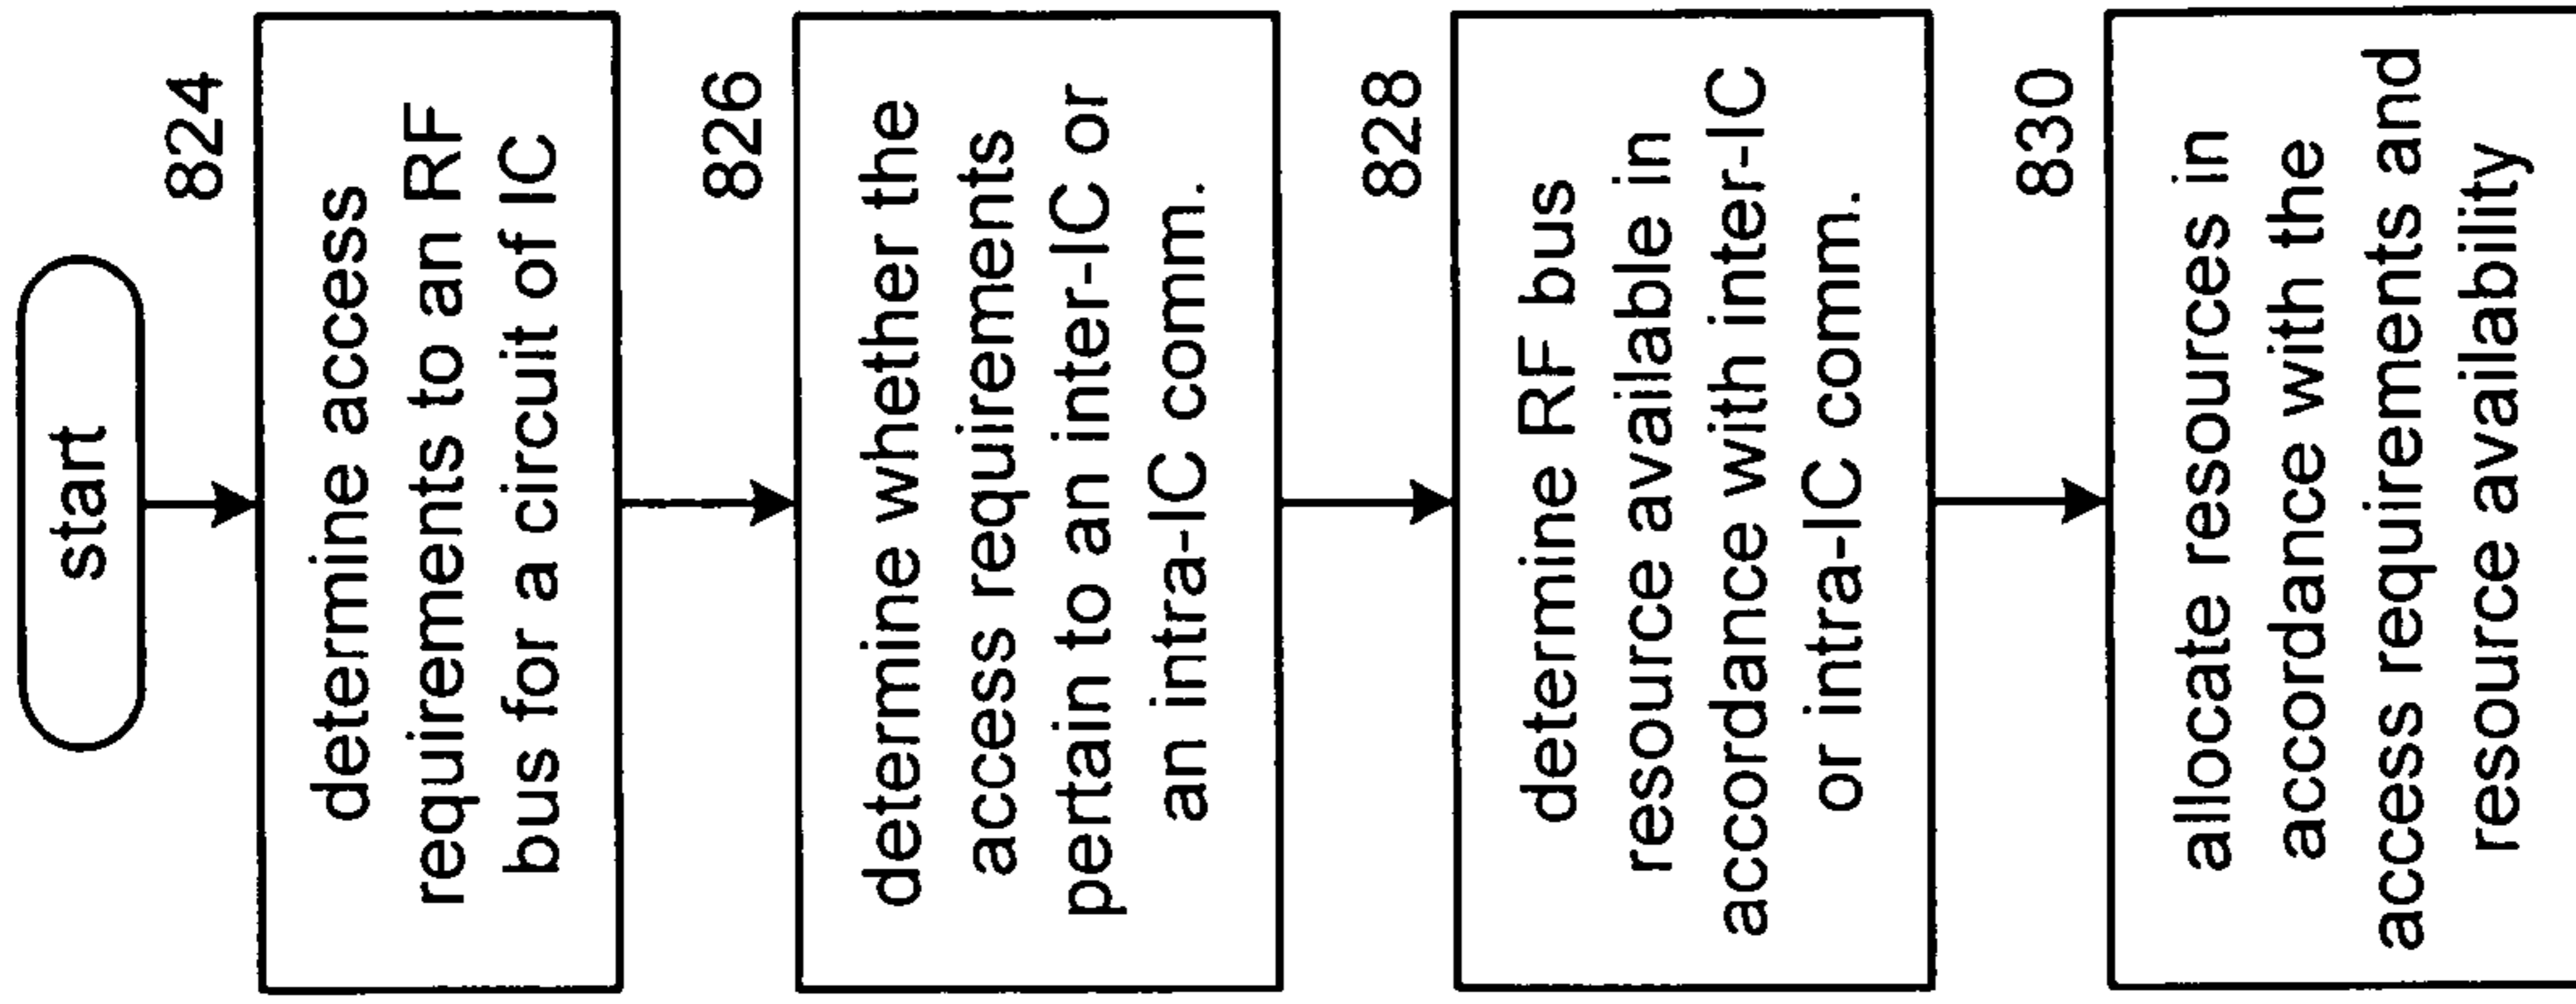 start
824
determine access
requirements to an RF
bus for a circuit of IC
826
determine whether the
access requirements
pertain to an inter-IC or
an intra-IC comm.
828
determine RF bus
resource available in
accordance with inter-IC
or intra-IC comm.
830
allocate resources in
accordance with the
access requirements and
resource availability